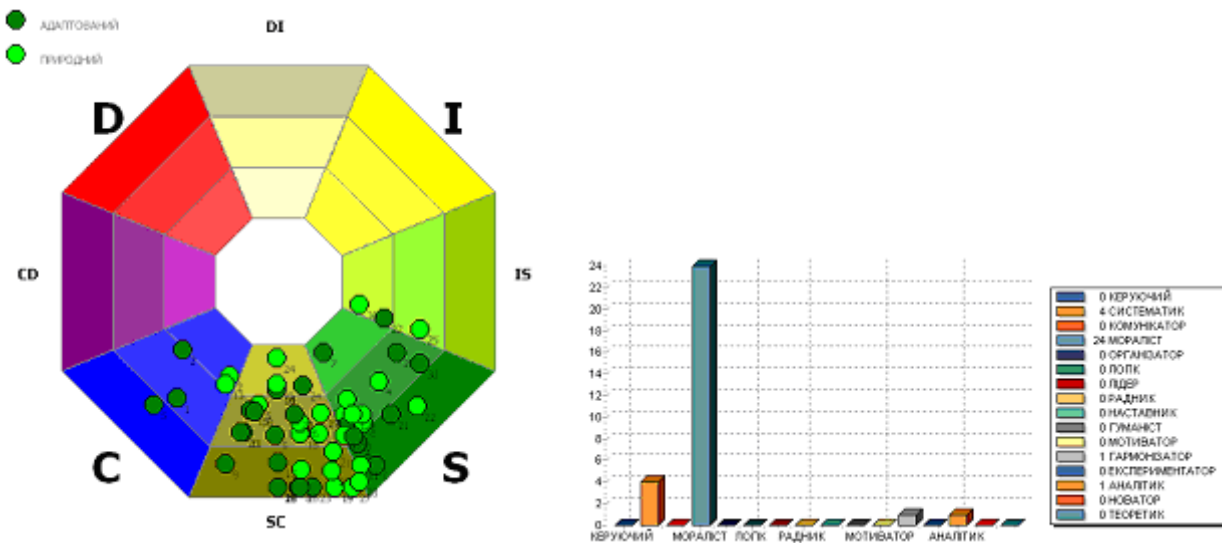 АДАПТОВАНИЙ
ПРИРОДНИЙ
DI
D
I
CD
IS
C
S
SC
24
22
20
18
16
14
12
10
8
6
4
2
0
КЕРУЮЧИЙ МОРАЛІСТ ЛОГІК РАДНИК МОТИВАТОР АНАЛІТИК
0 КЕРУЮЧИЙ
4 СИСТЕМАТИК
0 КОМУНІКАТОР
24 МОРАЛІСТ
0 ОРГАНІЗАТОР
0 ЛОГІК
0 ЛІДЕР
0 РАДНИК
0 НАСТАВНИК
0 ГУМАНІСТ
0 МОТИВАТОР
1 ГАРМОНІЗАТОР
0 ЕКСПЕРИМЕНТАТОР
1 АНАЛІТИК
0 НОВАТОР
0 ТЕОРЕТИК